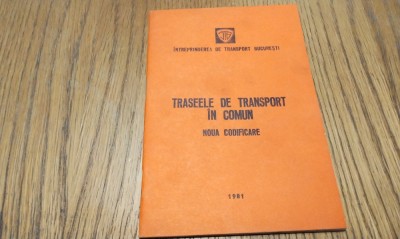 ÎNTREPRINDEREA DE TRANSPORT BUCUREȘTI
TRASEELE DE TRANSPORT
ÎN COMUN
NOUA CODIFICARE
1981